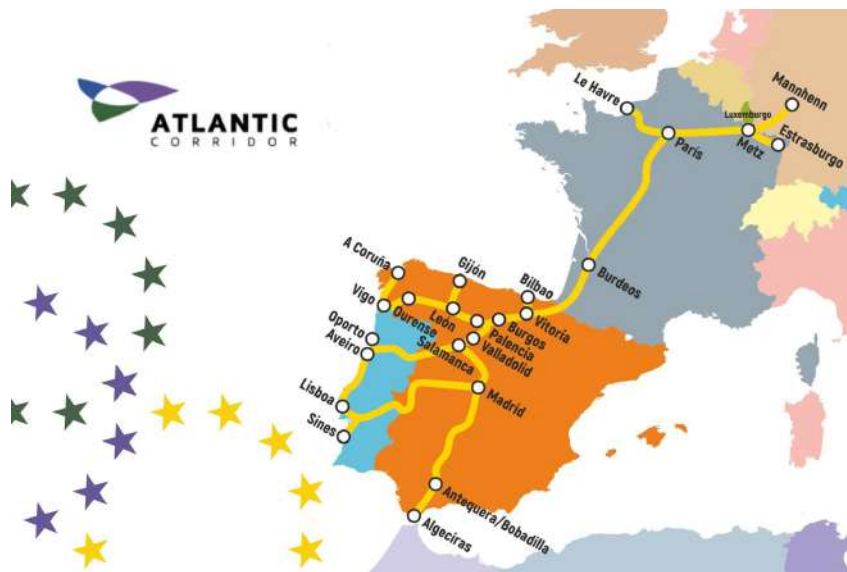 ATLANTIC
CORRIDOR
Le Havre
Mannhenn
Luxemburgo
París
Metz
Estrasburgo
A Coruña
Gijón
Bilbao
Burdeos
Vigo
Ourense
León
Palencia
Burgos
Vitoria
Oporto
Aveiro
Salamanca
Valladolid
Lisboa
Madrid
Sines
Antequera/Bobadilla
Algeciras